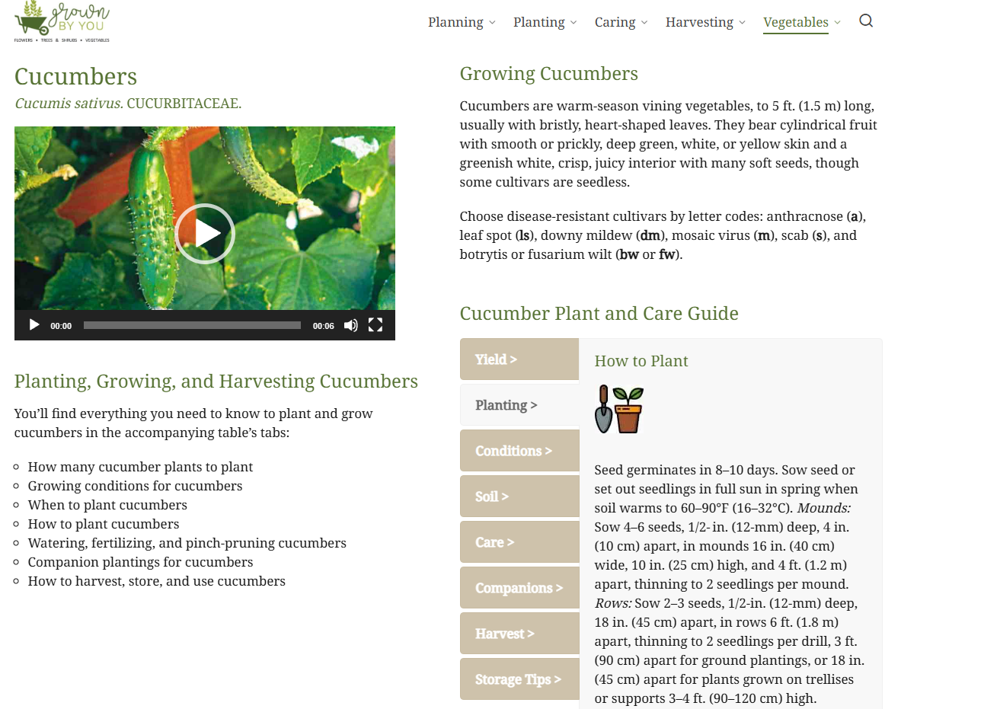 grown
BY YOU
FLOWERS • TREES & SHRUBS • VEGETABLES
Planning
Planting
Caring
Harvesting
Vegetables
Cucumbers
Cucumis sativus. CUCURBITACEAE.
00:00
00:06
Planting, Growing, and Harvesting Cucumbers
You’ll find everything you need to know to plant and grow
cucumbers in the accompanying table’s tabs:
How many cucumber plants to plant
Growing conditions for cucumbers
When to plant cucumbers
How to plant cucumbers
Watering, fertilizing, and pinch-pruning cucumbers
Companion plantings for cucumbers
How to harvest, store, and use cucumbers
Growing Cucumbers
Cucumbers are warm-season vining vegetables, to 5 ft. (1.5 m) long,
usually with bristly, heart-shaped leaves. They bear cylindrical fruit
with smooth or prickly, deep green, white, or yellow skin and a
greenish white, crisp, juicy interior with many soft seeds, though
some cultivars are seedless.
Choose disease-resistant cultivars by letter codes: anthracnose (a),
leaf spot (ls), downy mildew (dm), mosaic virus (m), scab (s), and
botrytis or fusarium wilt (bw or fw).
Cucumber Plant and Care Guide
Yield >
Planting >
Conditions >
Soil >
Care >
Companions >
Harvest >
Storage Tips >
How to Plant
Seed germinates in 8–10 days. Sow seed or
set out seedlings in full sun in spring when
soil warms to 60–90°F (16–32°C). Mounds:
Sow 4–6 seeds, 1/2- in. (12-mm) deep, 4 in.
(10 cm) apart, in mounds 16 in. (40 cm)
wide, 10 in. (25 cm) high, and 4 ft. (1.2 m)
apart, thinning to 2 seedlings per mound.
Rows: Sow 2–3 seeds, 1/2-in. (12-mm) deep,
18 in. (45 cm) apart, in rows 6 ft. (1.8 m)
apart, thinning to 2 seedlings per drill, 3 ft.
(90 cm) apart for ground plantings, or 18 in.
(45 cm) apart for plants grown on trellises
or supports 3–4 ft. (90–120 cm) high.